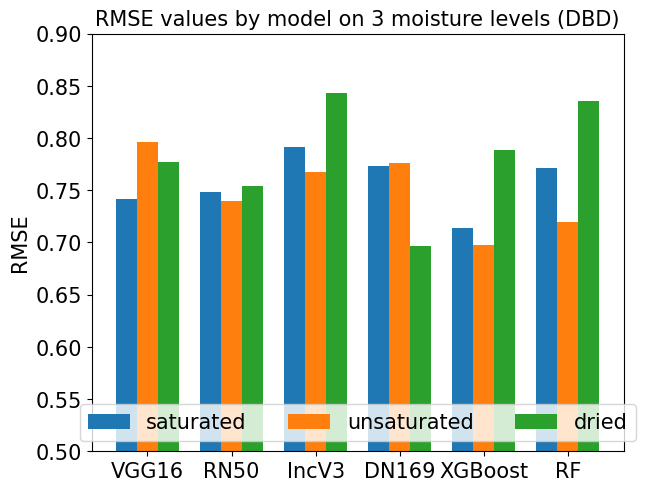 RMSE values by model on 3 moisture levels (DBD)
0.90
0.85
0.80
0.75
0.70
0.65
0.60
0.55
0.50
RMSE
saturated unsaturated dried
VGG16 RN50 IncV3 DN169 XGBoost RF